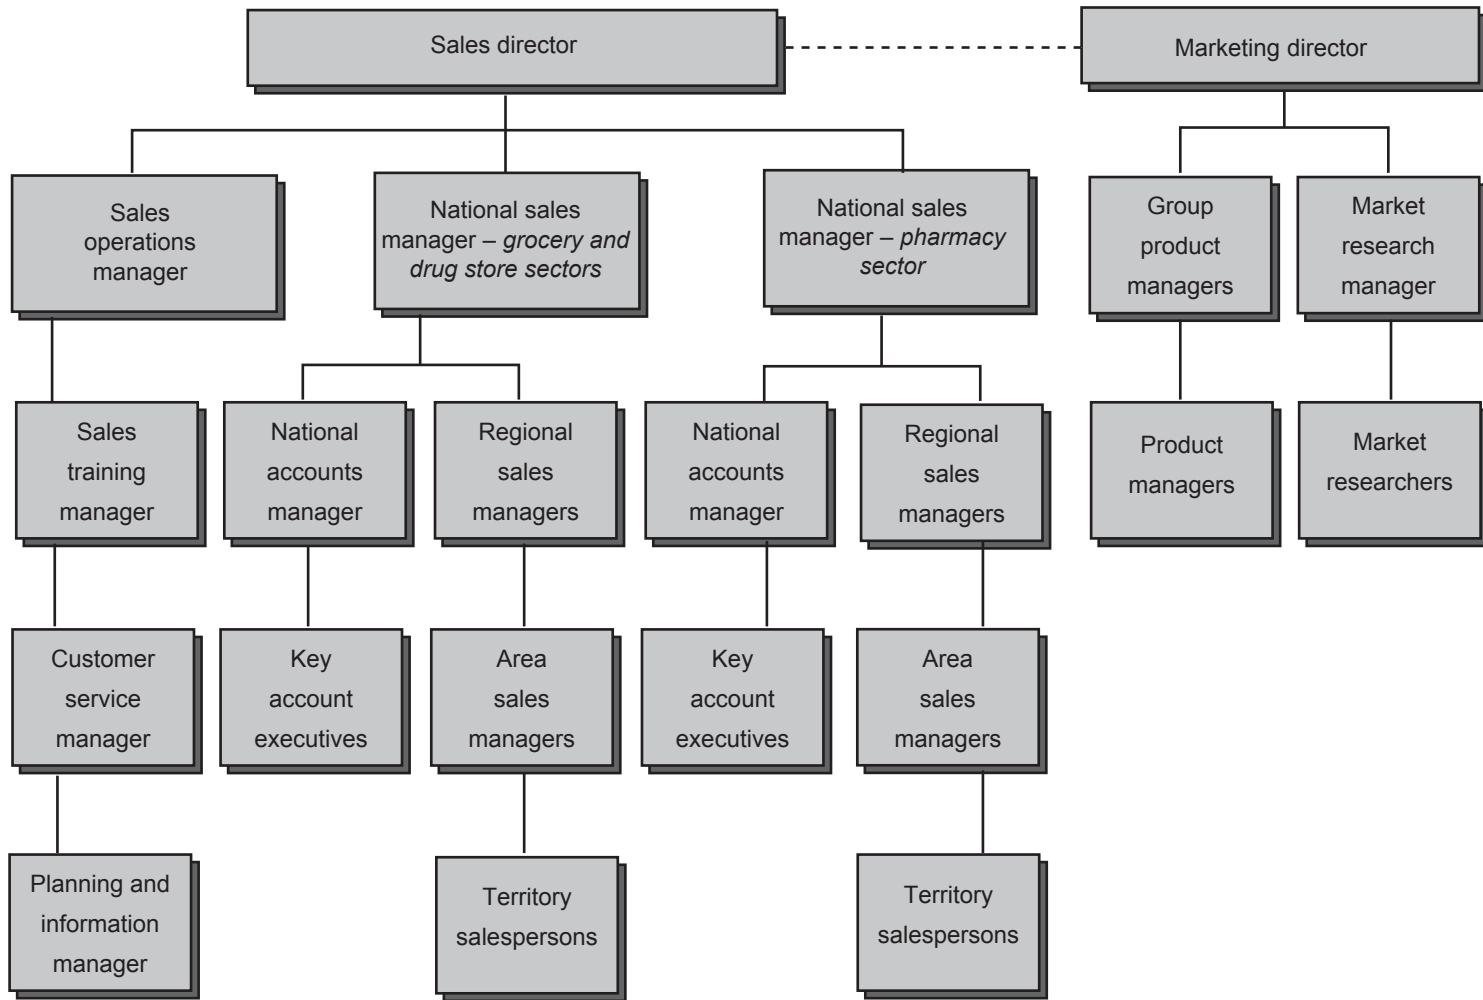 Sales director
Marketing director
Sales
operations
manager
National sales
manager – grocery and
drug store sectors
National sales
manager – pharmacy
sector
Group
product
managers
Market
research
manager
Sales
training
manager
National
accounts
manager
Regional
sales
managers
National
accounts
manager
Regional
sales
managers
Product
managers
Market
researchers
Customer
service
manager
Key
account
executives
Area
sales
managers
Key
account
executives
Area
sales
managers
Planning and
information
manager
Territory
salespersons
Territory
salespersons